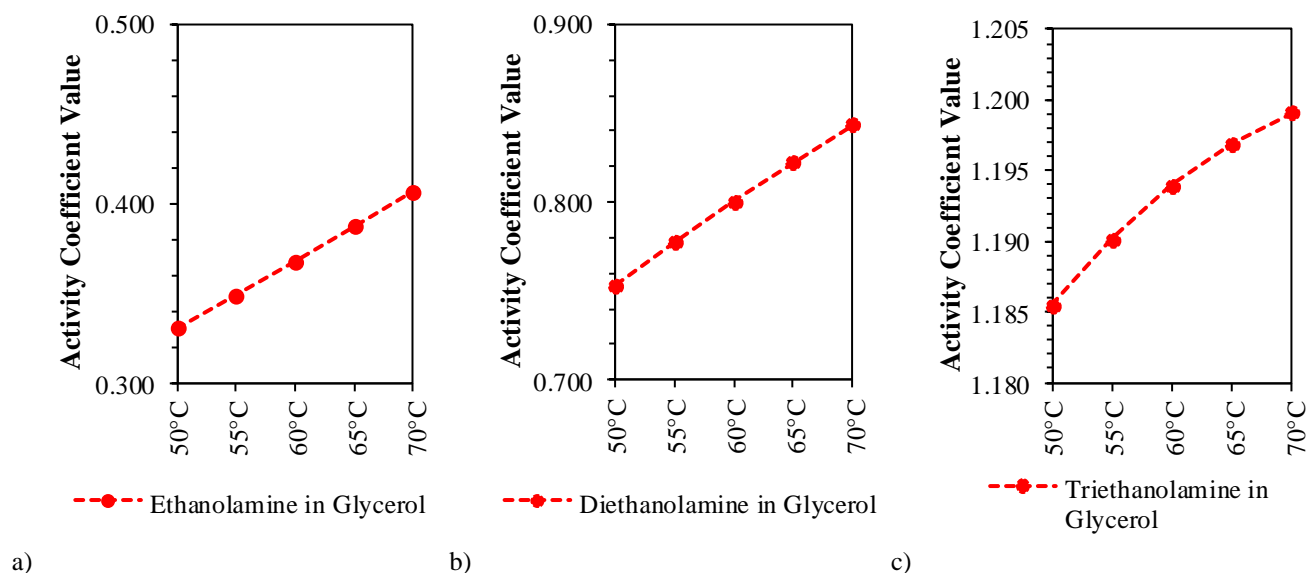 Activity Coefficient Value
0.500
0.400
0.300
50°C
55°C
60°C
65°C
70°C
Ethanolamine in Glycerol
a)
Activity Coefficient Value
0.900
0.800
0.700
50°C
55°C
60°C
65°C
70°C
Diethanolamine in Glycerol
b)
Activity Coefficient Value
1.205
1.200
1.195
1.190
1.185
1.180
50°C
55°C
60°C
65°C
70°C
Triethanolamine in
Glycerol
c)